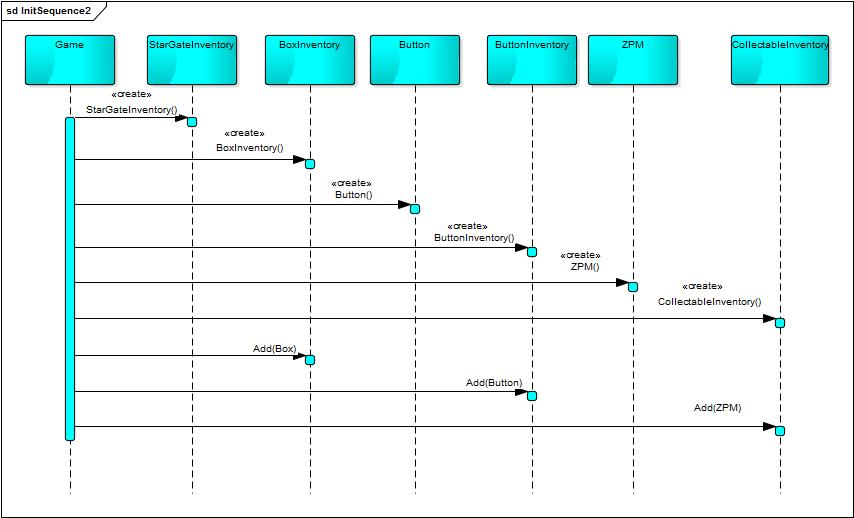 sd InitSequence2
Game
StarGateInventory
BoxInventory
Button
ButtonInventory
ZPM
CollectableInventory
«create»
StarGateInventory()
«create»
BoxInventory()
«create»
Button()
«create»
ButtonInventory()
«create»
ZPM()
«create»
CollectableInventory()
Add(Box)
Add(Button)
Add(ZPM)